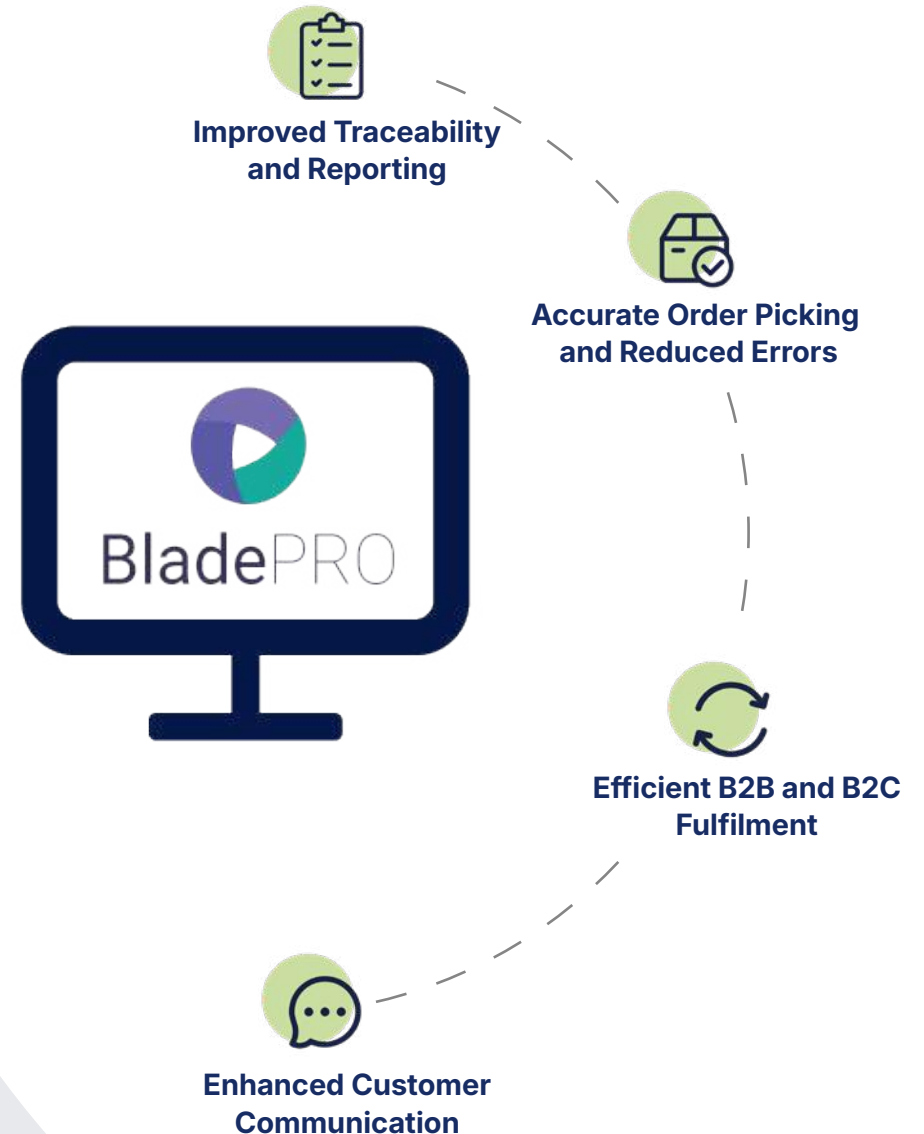 Improved Traceability
and Reporting
Accurate Order Picking
and Reduced Errors
BladePRO
Efficient B2B and B2C
Fulfilment
Enhanced Customer
Communication